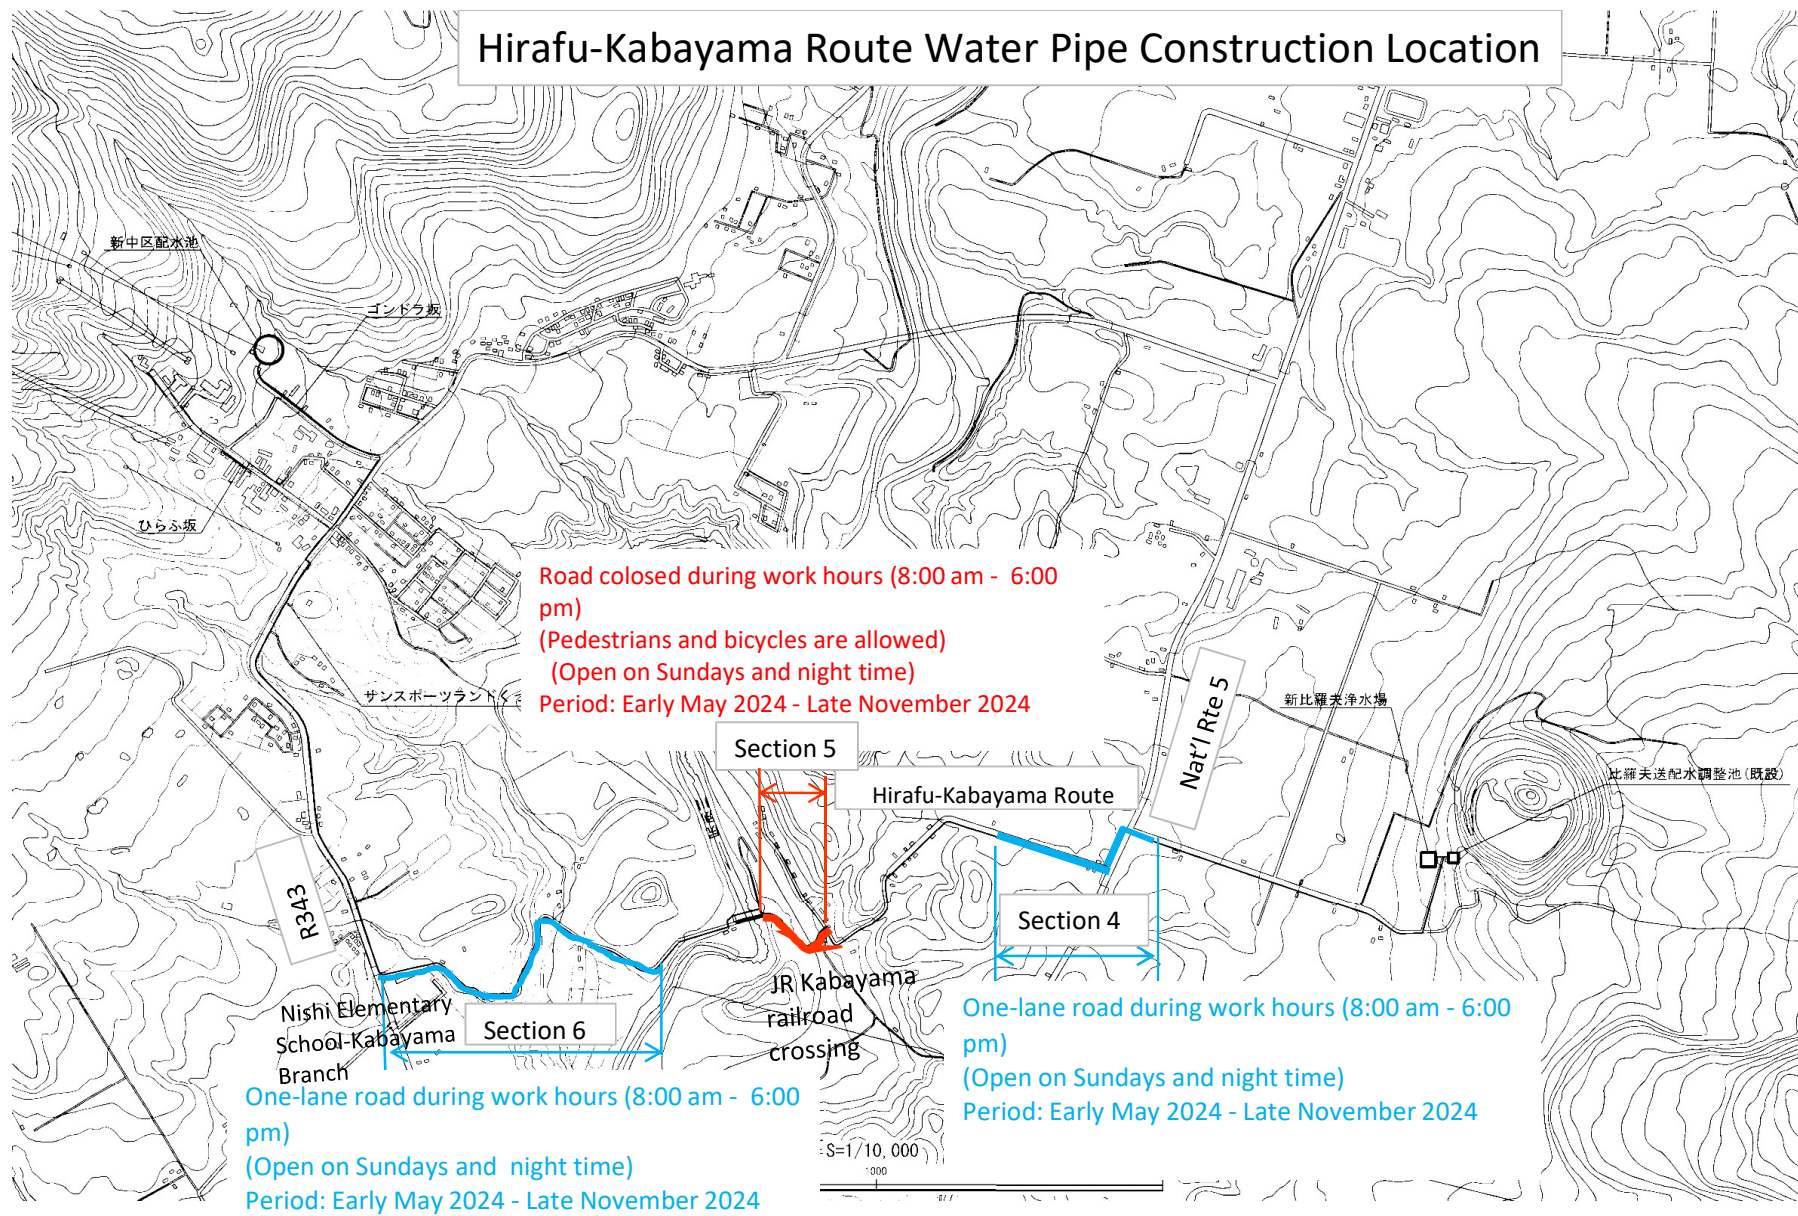 Hirafu-Kabayama Route Water Pipe Construction Location
新中区配水池
ゴンドラ坂
ひらふ坂
Road colosed during work hours (8:00 am - 6:00
pm)
(Pedestrians and bicycles are allowed)
(Open on Sundays and night time)
Period: Early May 2024 - Late November 2024
サンスポーツランドく
Nat'l Rte 5
新比羅夫浄水場
比羅夫送配水調整池(既設)
Section 5
Hirafu-Kabayama Route
R343
Section 4
JR Kabayama
railroad
crossing
Nishi Elementary
School-Kabayama
Branch
Section 6
One-lane road during work hours (8:00 am - 6:00
pm)
(Open on Sundays and night time)
Period: Early May 2024 - Late November 2024
One-lane road during work hours (8:00 am - 6:00
pm)
(Open on Sundays and night time)
Period: Early May 2024 - Late November 2024
S=1/10,000
1000